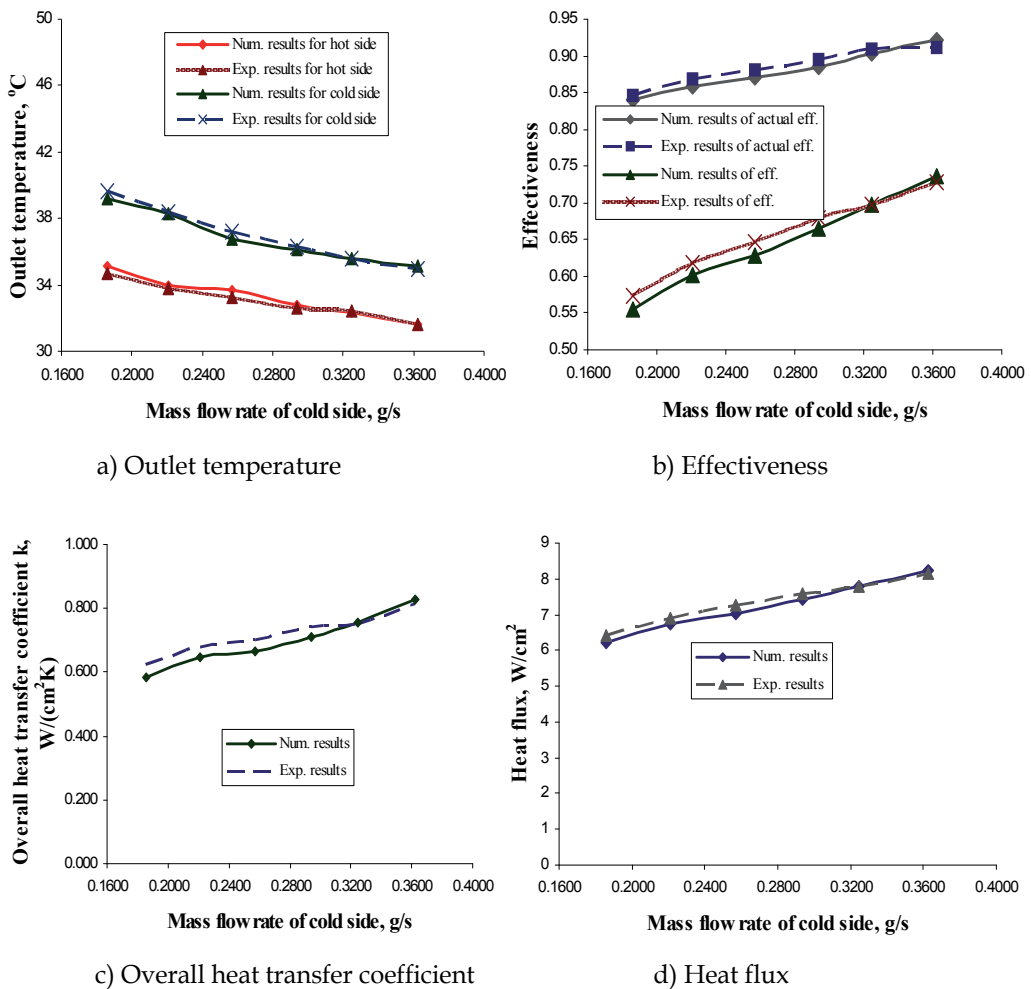 50
46
42
38
34
30
Outlet temperature, °C
Num. results for hot side
Exp. results for hot side
Num. results for cold side
Exp. results for cold side
0.1600 0.2000 0.2400 0.2800 0.3200 0.3600 0.4000
Mass flow rate of cold side, g/s
a) Outlet temperature
0.95
0.90
0.85
0.80
0.75
0.70
0.65
0.60
0.55
0.50
Effectiveness
Num. results of actual eff.
Exp. results of actual eff.
Num. results of eff.
Exp. results of eff.
0.1600 0.2000 0.2400 0.2800 0.3200 0.3600 0.4000
Mass flow rate of cold side, g/s
b) Effectiveness
1.000
0.800
0.600
0.400
0.200
0.000
Overall heat transfer coefficient k,
W/(cm²K)
Num. results
Exp. results
0.1600 0.2000 0.2400 0.2800 0.3200 0.3600 0.4000
Mass flow rate of cold side, g/s
c) Overall heat transfer coefficient
9
8
7
6
5
4
3
2
1
0
Heat flux, W/cm²
Num. results
Exp. results
0.1600 0.2000 0.2400 0.2800 0.3200 0.3600 0.4000
Mass flow rate of cold side, g/s
d) Heat flux